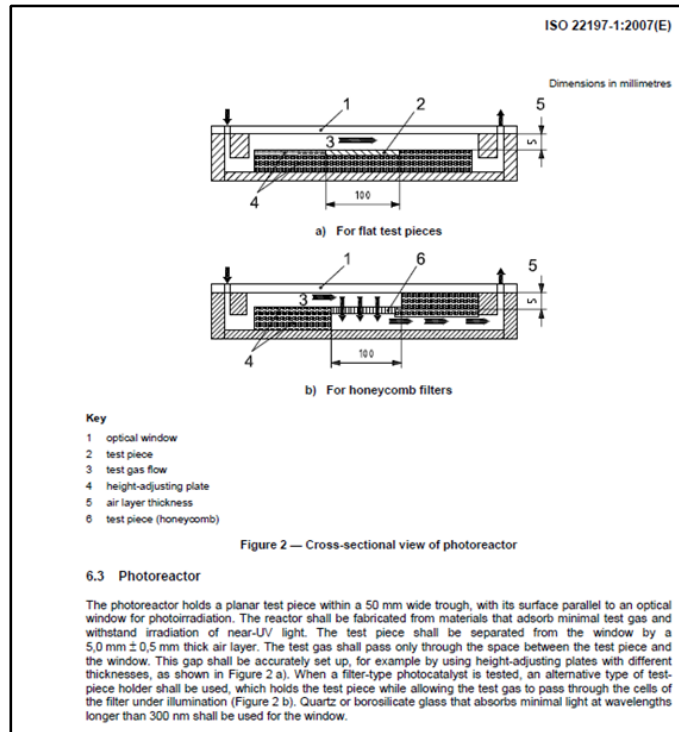 ISO 22197-1:2007(E)
Dimensions in millimetres
1
2
5
3
5
4
100
a) For flat test pieces
1
6
5
3
5
4
100
b) For honeycomb filters
Key
1 optical window
2 test piece
3 test gas flow
4 height-adjusting plate
5 air layer thickness
6 test piece (honeycomb)
Figure 2 — Cross-sectional view of photoreactor
6.3 Photoreactor
The photoreactor holds a planar test piece within a 50 mm wide trough, with its surface parallel to an optical
window for photoirradiation. The reactor shall be fabricated from materials that adsorb minimal test gas and
withstand irradiation of near-UV light. The test piece shall be separated from the window by a
5,0 mm ± 0,5 mm thick air layer. The test gas shall pass only through the space between the test piece and
the window. This gap shall be accurately set up, for example by using height-adjusting plates with different
thicknesses, as shown in Figure 2 a). When a filter-type photocatalyst is tested, an alternative type of test-
piece holder shall be used, which holds the test piece while allowing the test gas to pass through the cells of
the filter under illumination (Figure 2 b). Quartz or borosilicate glass that absorbs minimal light at wavelengths
longer than 300 nm shall be used for the window.